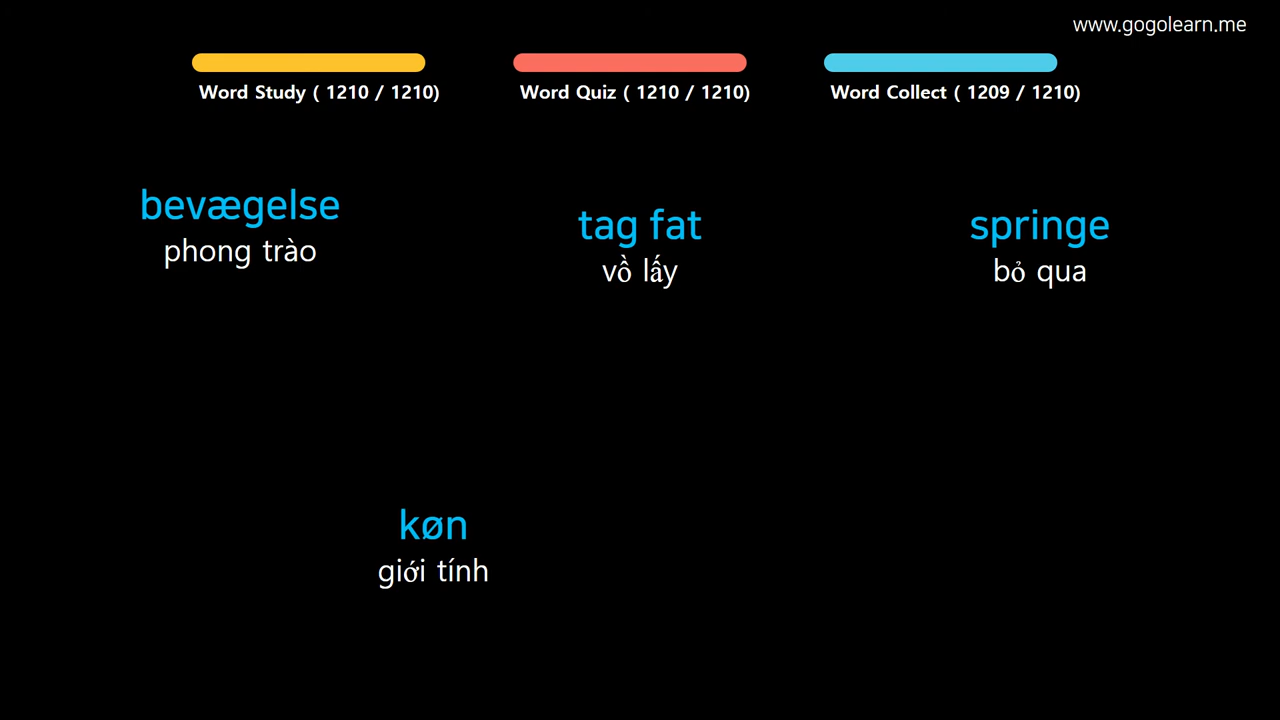 www.gogolearn.me
Word Study ( 1210 / 1210)
Word Quiz ( 1210 / 1210)
Word Collect ( 1209 / 1210)
bevægelse
phong trào
tag fat
vồ lấy
springe
bỏ qua
køn
giới tính